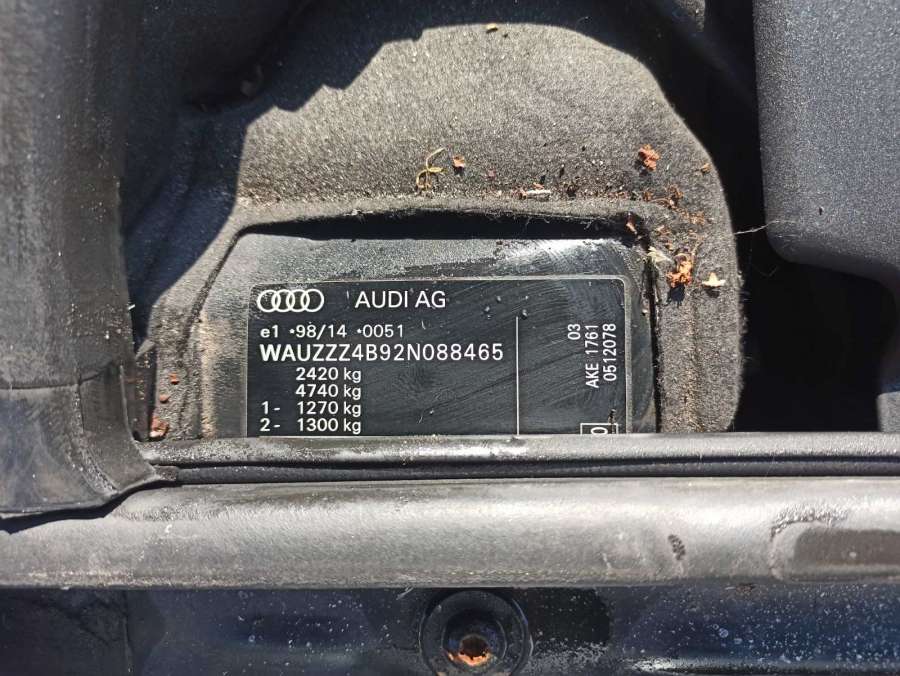 AUDI AG
e1 *98/14 *0051
WAUZZZ4B92N088465
2420 kg
4740 kg
1- 1270 kg
2- 1300 kg
03
AKE 1761
0512078